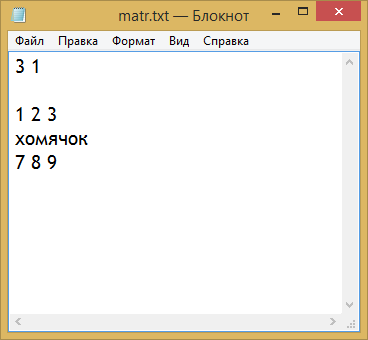 matr.txt — Блокнот
Файл Правка Формат Вид Справка
3 1
1 2 3
хомячок
7 8 9